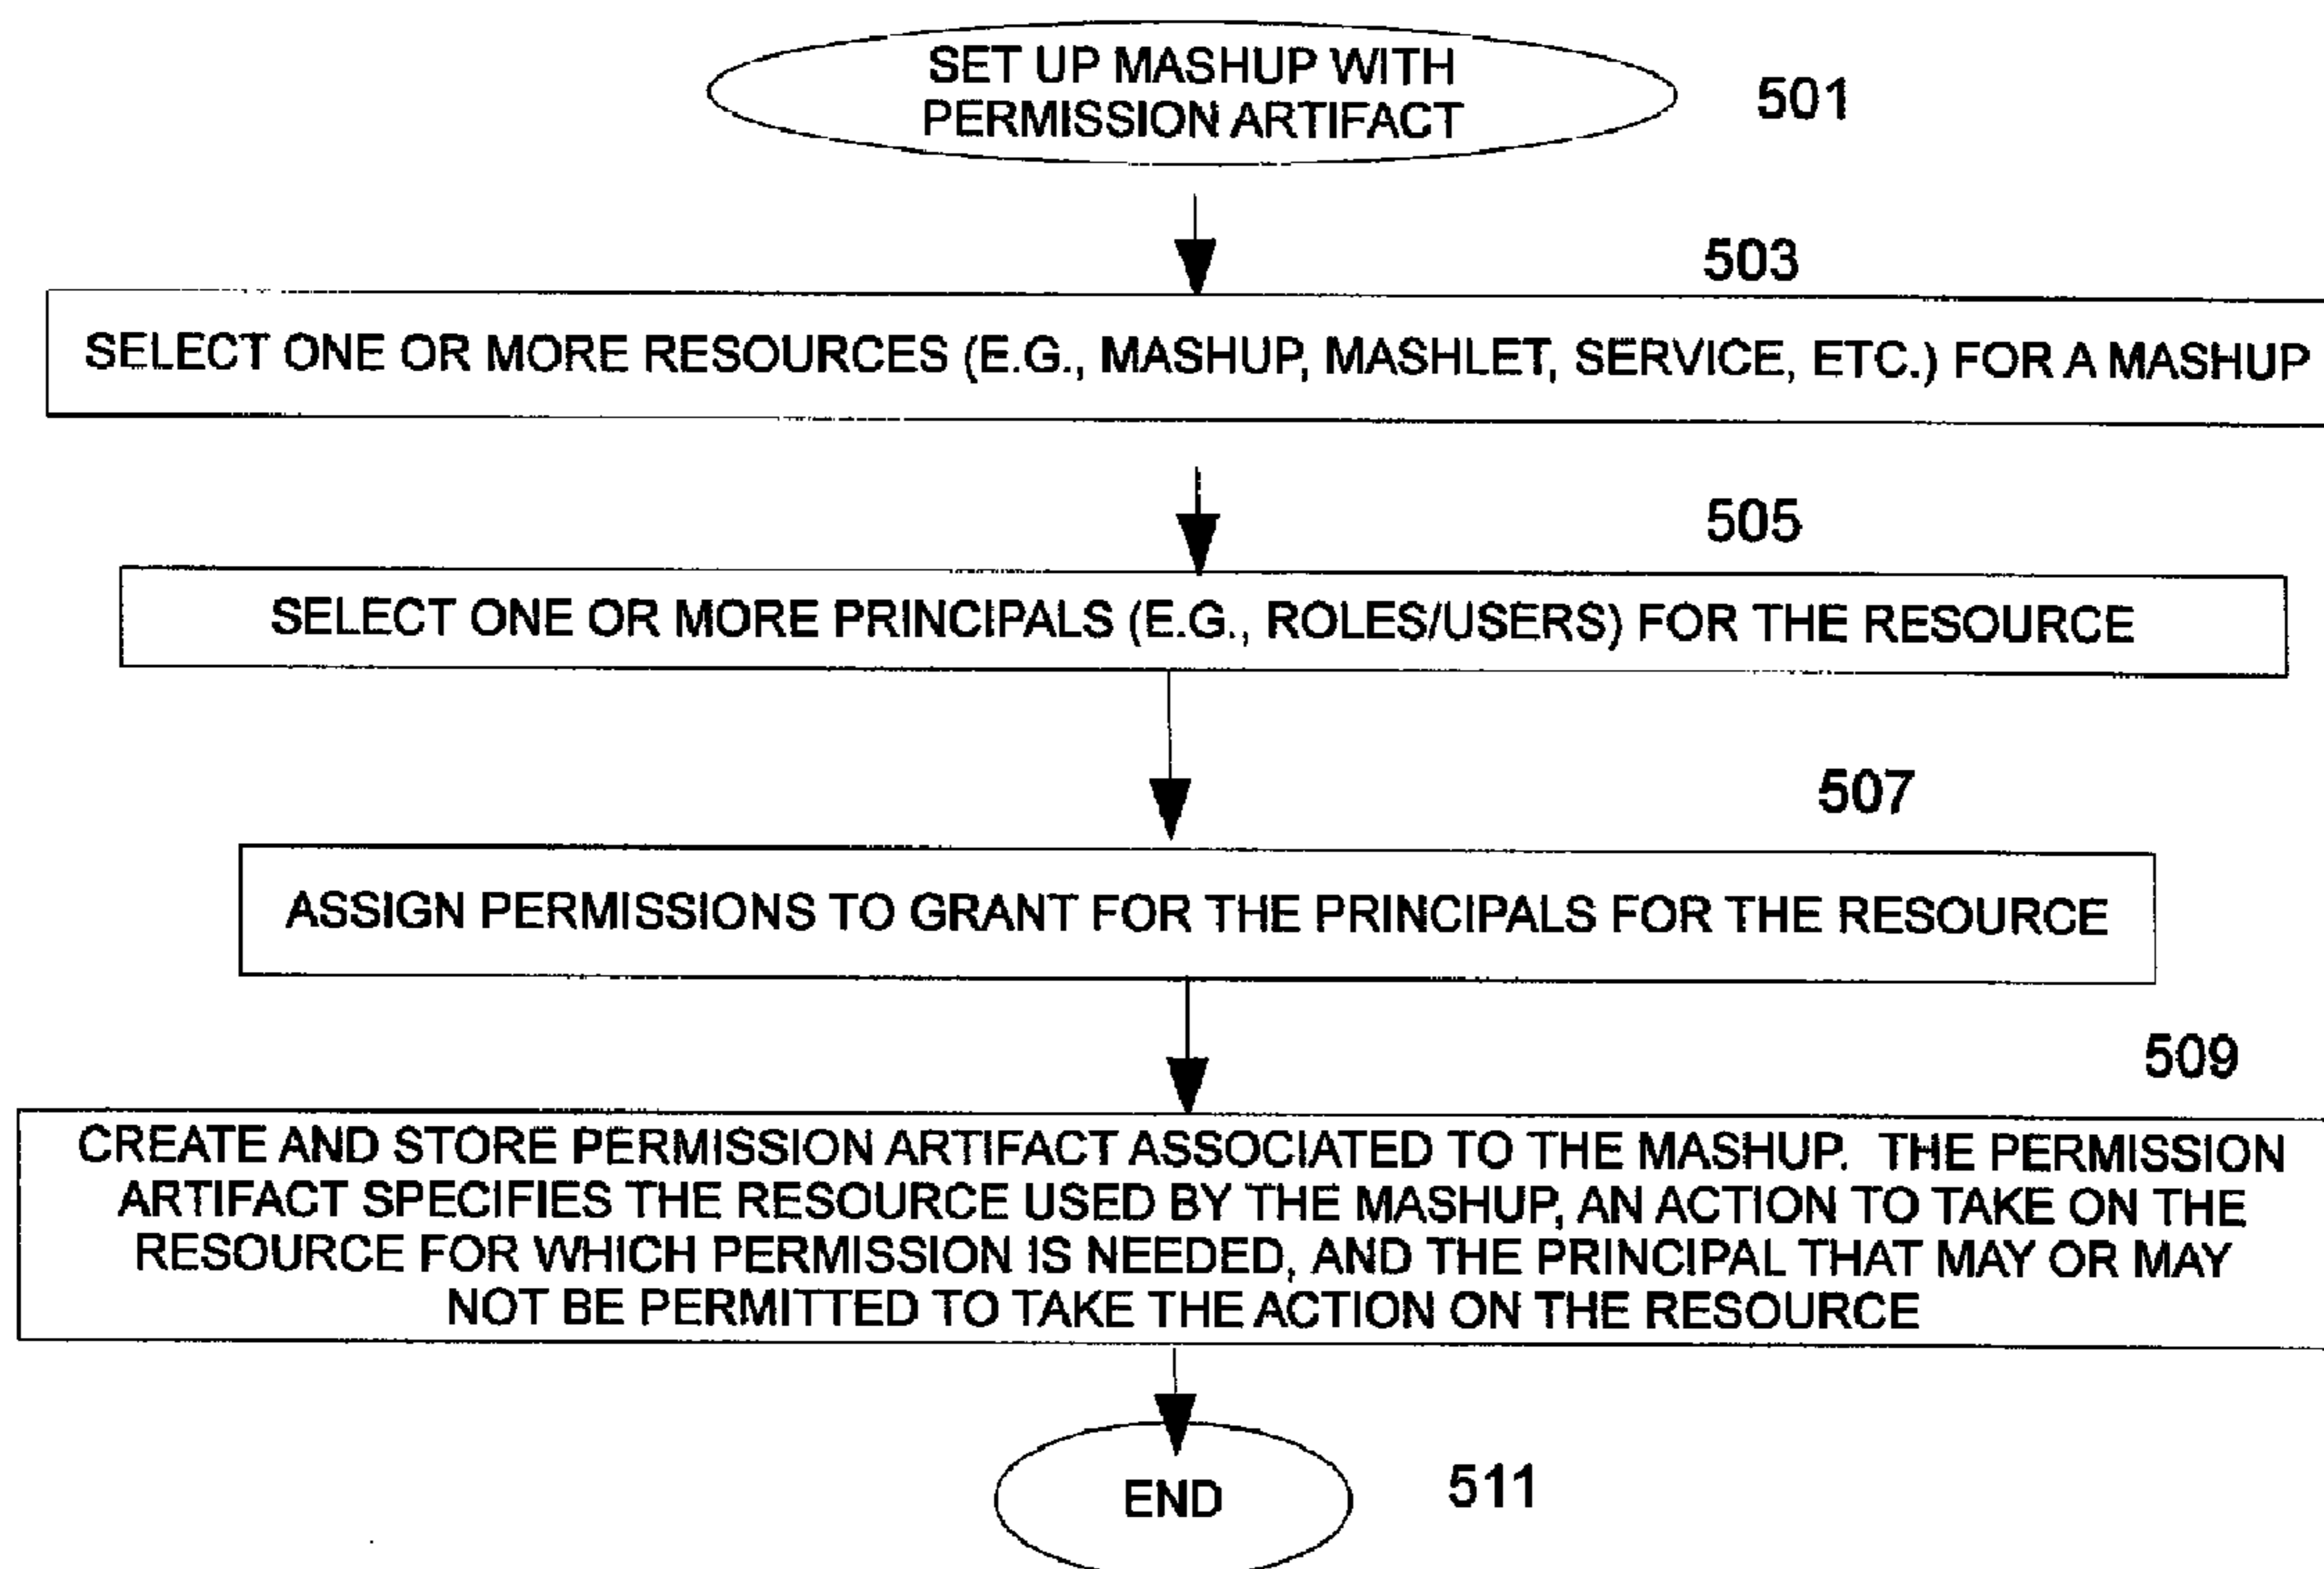 SET UP MASHUP WITH
PERMISSION ARTIFACT
501
503
SELECT ONE OR MORE RESOURCES (E.G., MASHUP, MASHLET, SERVICE, ETC.) FOR A MASHUP
505
SELECT ONE OR MORE PRINCIPALS (E.G., ROLES/USERS) FOR THE RESOURCE
507
ASSIGN PERMISSIONS TO GRANT FOR THE PRINCIPALS FOR THE RESOURCE
509
CREATE AND STORE PERMISSION ARTIFACT ASSOCIATED TO THE MASHUP. THE PERMISSION
ARTIFACT SPECIFIES THE RESOURCE USED BY THE MASHUP, AN ACTION TO TAKE ON THE
RESOURCE FOR WHICH PERMISSION IS NEEDED, AND THE PRINCIPAL THAT MAY OR MAY
NOT BE PERMITTED TO TAKE THE ACTION ON THE RESOURCE
END
511